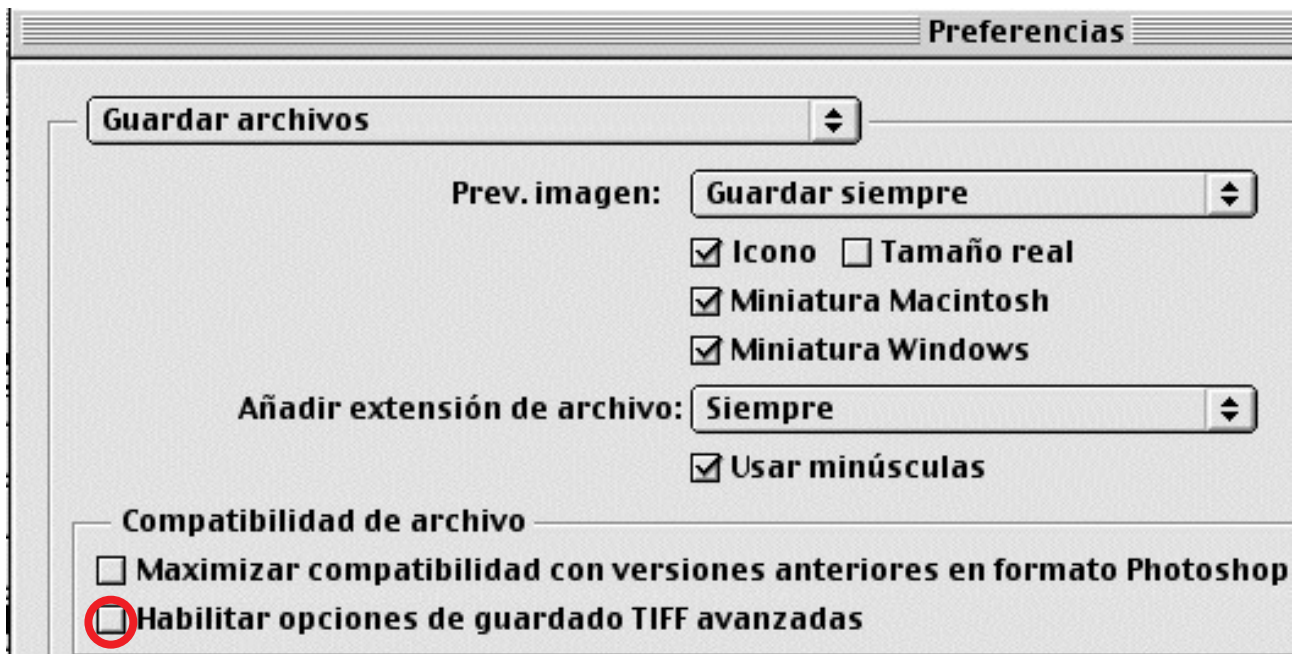 Preferencias
Guardar archivos
Prev. imagen: Guardar siempre
Icono Tamaño real
Miniatura Macintosh
Miniatura Windows
Añadir extensión de archivo: Siempre
Usar minúsculas
Compatibilidad de archivo
Maximizar compatibilidad con versiones anteriores en formato Photoshop
Habilitar opciones de guardado TIFF avanzadas